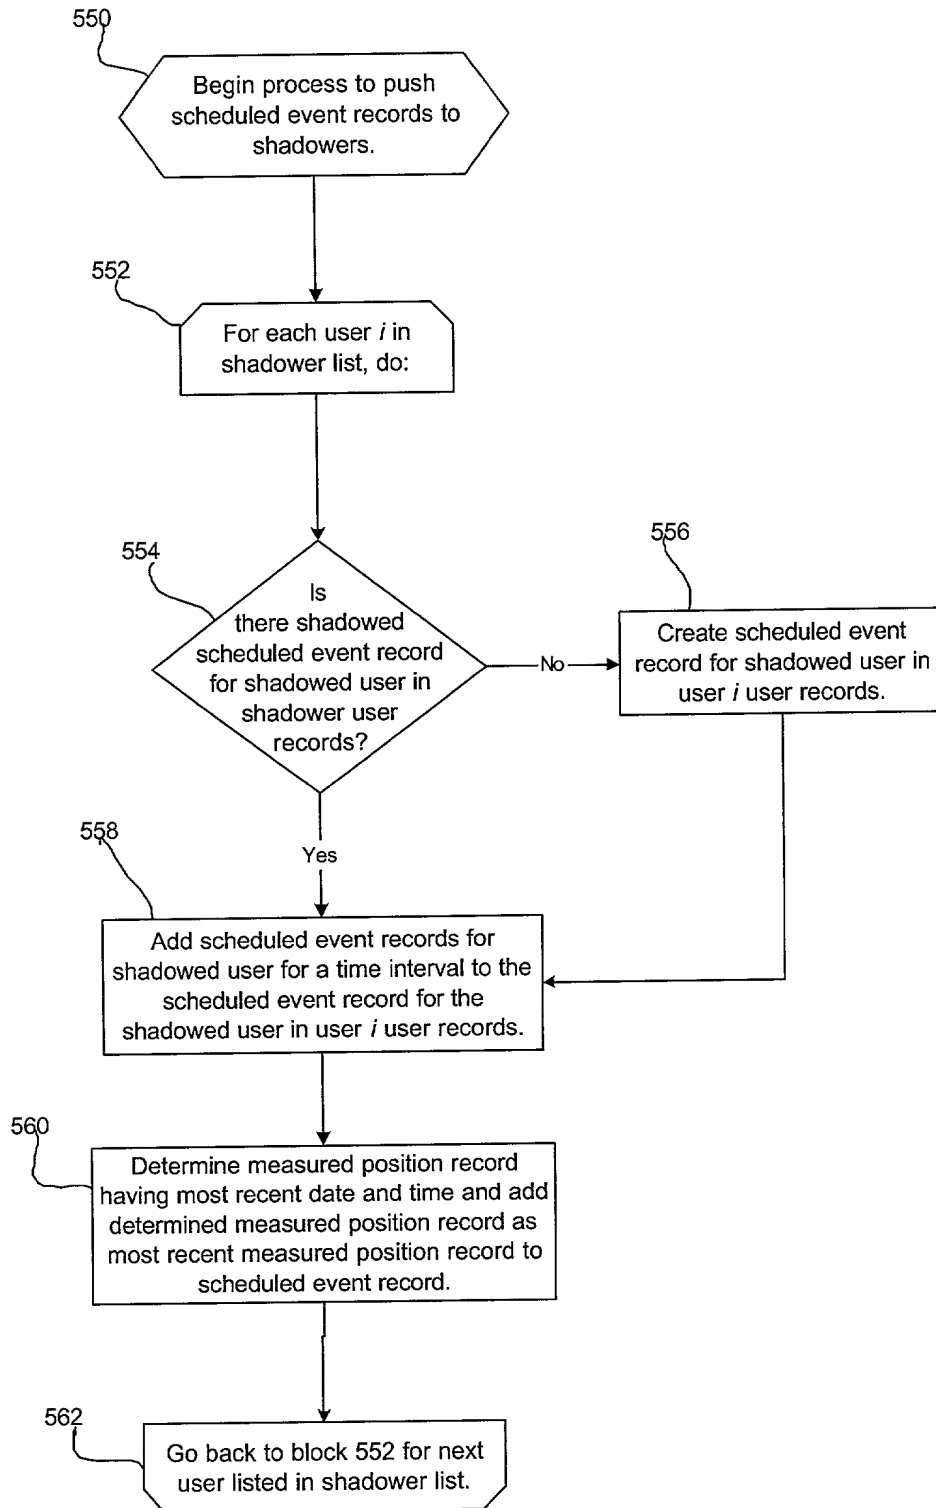 550
Begin process to push
scheduled event records to
shadowers.
552
For each user i in
shadower list, do:
554
Is
there shadowed
scheduled event record
for shadowed user in
shadower user
records?
No
556
Create scheduled event
record for shadowed user in
user i user records.
Yes
558
Add scheduled event records for
shadowed user for a time interval to the
scheduled event record for the
shadowed user in user i user records.
560
Determine measured position record
having most recent date and time and add
determined measured position record as
most recent measured position record to
scheduled event record.
562
Go back to block 552 for next
user listed in shadower list.